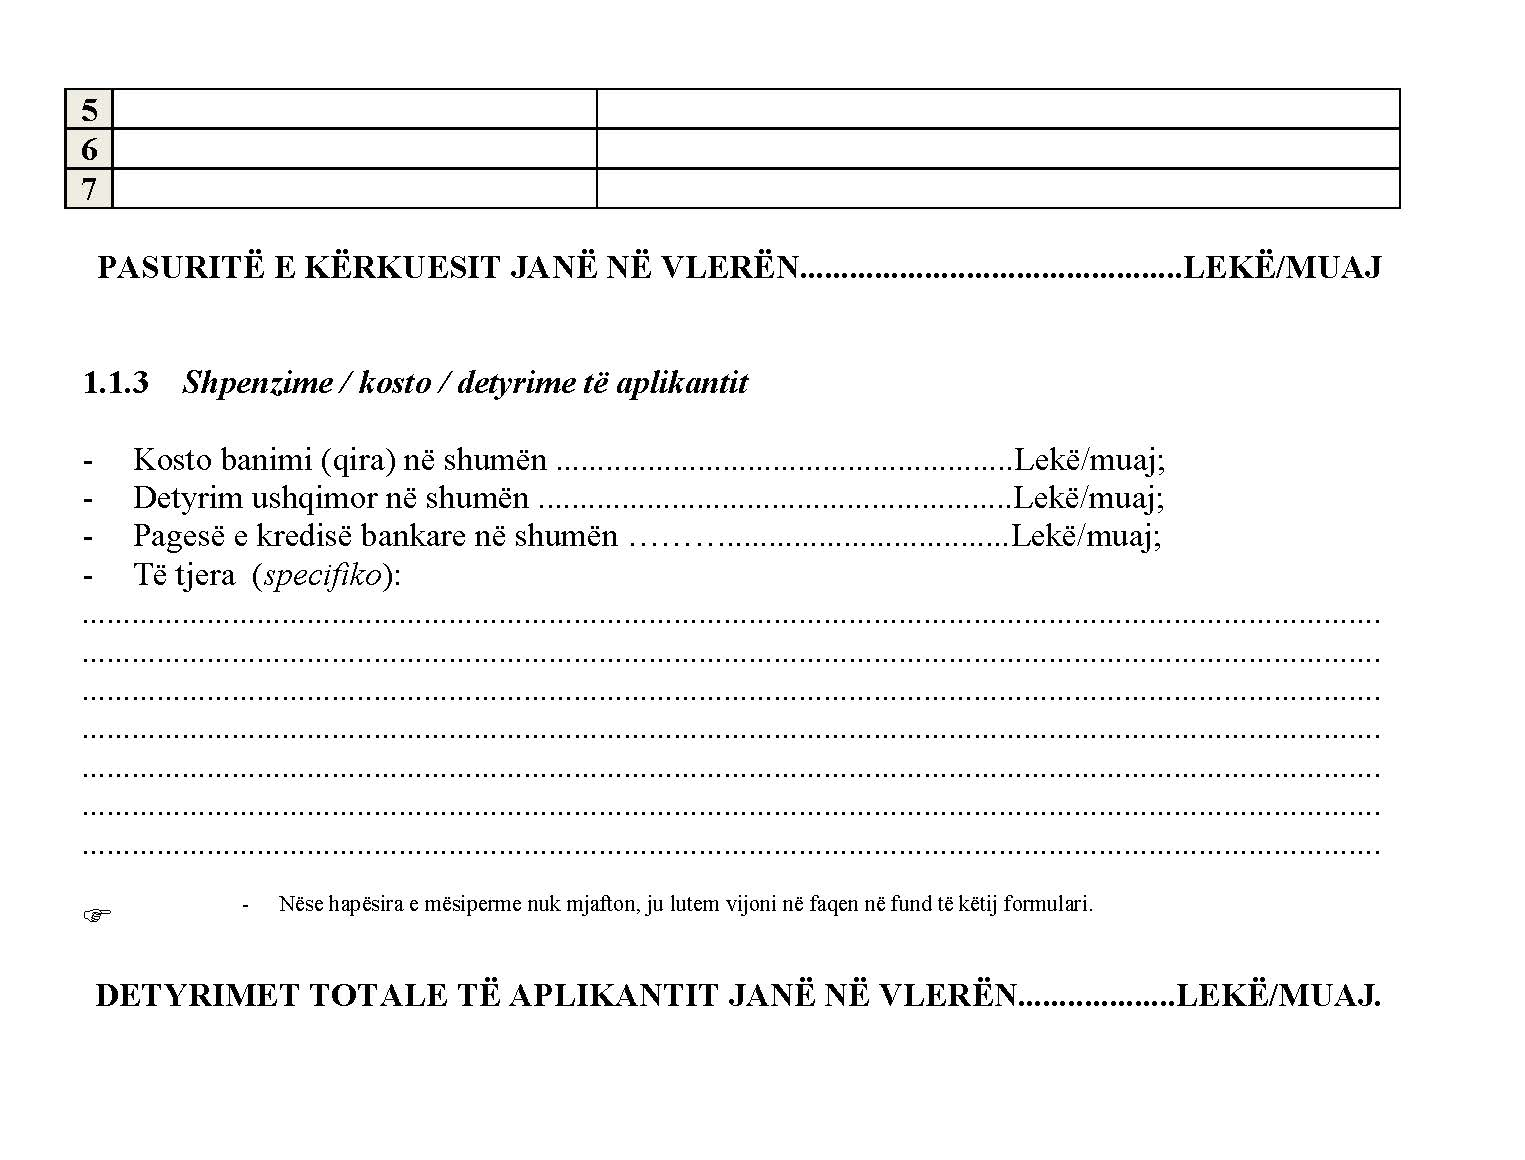 5
6
7
PASURITË E KËRKUESIT JANË NË VLERËN..............................................LEKË/MUAJ
1.1.3 Shpenzime / kosto / detyrime të aplikantit
- Kosto banimi (qira) në shumën .......................................................Lekë/muaj;
- Detyrim ushqimor në shumën .........................................................Lekë/muaj;
- Pagesë e kredisë bankare në shumën ………...................................Lekë/muaj;
- Të tjera (specifiko):
............................................................................................................................................................
............................................................................................................................................................
............................................................................................................................................................
............................................................................................................................................................
............................................................................................................................................................
............................................................................................................................................................
............................................................................................................................................................
☞ - Nëse hapësira e mësiperme nuk mjafton, ju lutem vijoni në faqen në fund të këtij formulari.
DETYRIMET TOTALE TË APLIKANTIT JANË NË VLERËN...................LEKË/MUAJ.